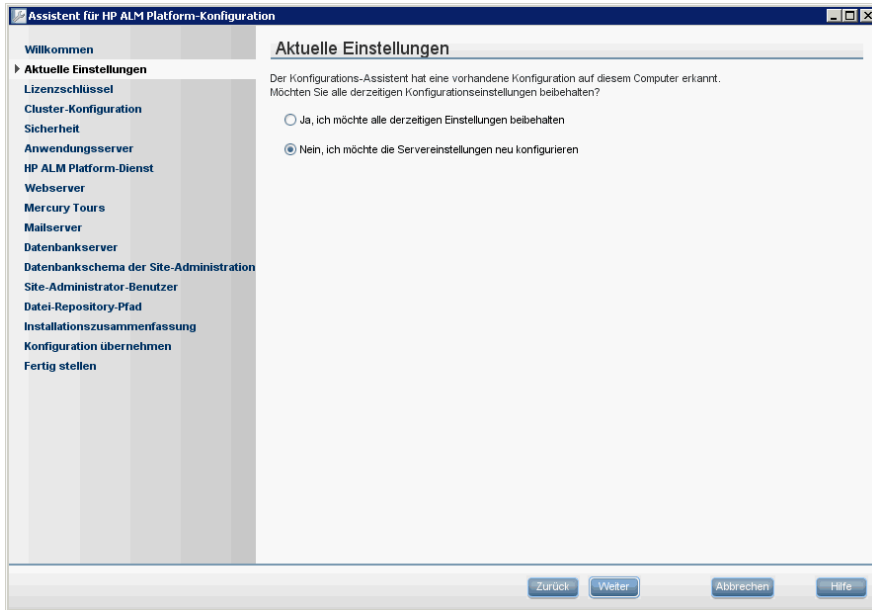 Assistent für HP ALM Platform-Konfiguration
Willkommen
Aktuelle Einstellungen
Lizenzschlüssel
Cluster-Konfiguration
Sicherheit
Anwendungsserver
HP ALM Platform-Dienst
Webserver
Mercury Tours
Mailserver
Datenbankserver
Datenbankschema der Site-Administration
Site-Administrator-Benutzer
Datei-Repository-Pfad
Installationszusammenfassung
Konfiguration übernehmen
Fertig stellen
Aktuelle Einstellungen
Der Konfigurations-Assistent hat eine vorhandene Konfiguration auf diesem Computer erkannt.
Möchten Sie alle derzeitigen Konfigurationseinstellungen beibehalten?
Ja, ich möchte alle derzeitigen Einstellungen beibehalten
Nein, ich möchte die Servereinstellungen neu konfigurieren
Zurück Weiter Abbrechen Hilfe